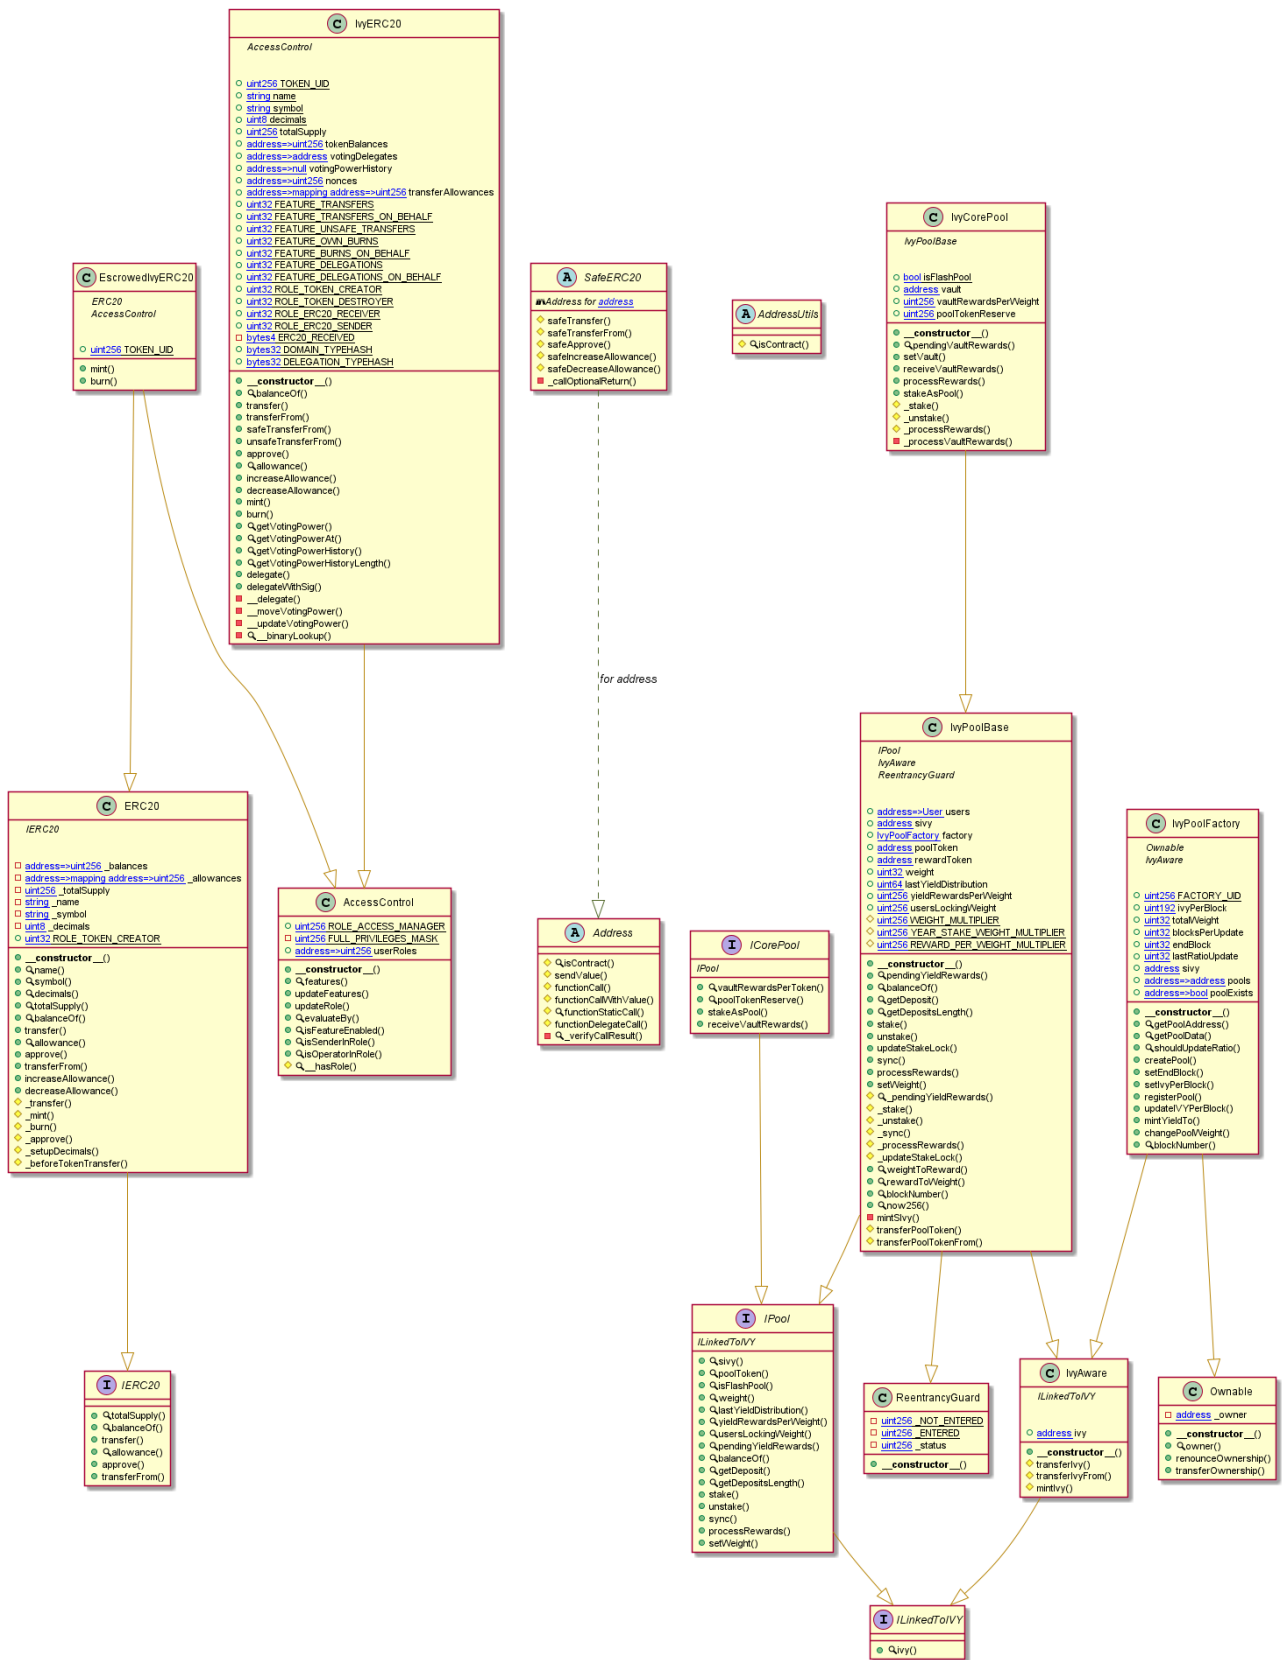 C IvyERC20
AccessControl
uint256 TOKEN_UID
string name
string symbol
uint8 decimals
uint256 totalSupply
address=>uint256 tokenBalances
address=>address votingDelegates
address=>null votingPowerHistory
address=>uint256 nonces
address=>mapping address=>uint256 transferAllowances
uint32 FEATURE_TRANSFERS
uint32 FEATURE_TRANSFERS_ON_BEHALF
uint32 FEATURE_UNSAFE_TRANSFERS
uint32 FEATURE_OWN_BURNS
uint32 FEATURE_BURNS_ON_BEHALF
uint32 FEATURE_DELEGATIONS
uint32 FEATURE_DELEGATIONS_ON_BEHALF
uint32 ROLE_TOKEN_CREATOR
uint32 ROLE_TOKEN_DESTROYER
uint32 ROLE_ERC20_RECEIVER
uint32 ROLE_ERC20_SENDER
bytes4 ERC20_RECEIVED
bytes32 DOMAIN_TYPEHASH
bytes32 DELEGATION_TYPEHASH
__constructor__()
balanceOf()
transfer()
transferFrom()
safeTransferFrom()
unsafeTransferFrom()
approve()
allowance()
increaseAllowance()
decreaseAllowance()
mint()
burn()
getVotingPower()
getVotingPowerAt()
getVotingPowerHistory()
getVotingPowerHistoryLength()
delegate()
delegateWithSig()
__delegate()
__moveVotingPower()
__updateVotingPower()
__binaryLookup()
C EscrowedIvyERC20
ERC20
AccessControl
uint256 TOKEN_UID
mint()
burn()
A SafeERC20
Address for address
safeTransfer()
safeTransferFrom()
safeApprove()
safeIncreaseAllowance()
safeDecreaseAllowance()
_callOptionalReturn()
A AddressUtils
isContract()
C IvyCorePool
IvyPoolBase
bool isFlashPool
address vault
uint256 vaultRewardsPerWeight
uint256 poolTokenReserve
__constructor__()
pendingVaultRewards()
setVault()
receiveVaultRewards()
processRewards()
stakeAsPool()
_stake()
_unstake()
_processRewards()
_processVaultRewards()
for address
C ERC20
IERC20
address=>uint256 _balances
address=>mapping address=>uint256 _allowances
uint256 _totalSupply
string _name
string _symbol
uint8 _decimals
uint32 ROLE_TOKEN_CREATOR
__constructor__()
name()
symbol()
decimals()
totalSupply()
balanceOf()
transfer()
allowance()
approve()
transferFrom()
increaseAllowance()
decreaseAllowance()
_transfer()
_mint()
_burn()
_approve()
_setupDecimals()
_beforeTokenTransfer()
C AccessControl
uint256 ROLE_ACCESS_MANAGER
uint256 FULL_PRIVILEGES_MASK
address=>uint256 userRoles
__constructor__()
features()
updateFeatures()
updateRole()
evaluateBy()
isFeatureEnabled()
isSenderInRole()
isOperatorInRole()
__hasRole()
A Address
isContract()
sendValue()
functionCall()
functionCallWithValue()
functionStaticCall()
functionDelegateCall()
_verifyCallResult()
I ICorePool
IPool
vaultRewardsPerToken()
poolTokenReserve()
stakeAsPool()
receiveVaultRewards()
C IvyPoolBase
IPool
IvyAware
ReentrancyGuard
address=>User users
address sivy
IvyPoolFactory factory
address poolToken
address rewardToken
uint32 weight
uint64 lastYieldDistribution
uint256 yieldRewardsPerWeight
uint256 usersLockingWeight
uint256 WEIGHT_MULTIPLIER
uint256 YEAR_STAKE_WEIGHT_MULTIPLIER
uint256 REWARD_PER_WEIGHT_MULTIPLIER
__constructor__()
pendingYieldRewards()
balanceOf()
getDeposit()
getDepositsLength()
stake()
unstake()
updateStakeLock()
sync()
processRewards()
setWeight()
_pendingYieldRewards()
_stake()
_unstake()
_sync()
_processRewards()
_updateStakeLock()
weightToReward()
rewardToWeight()
blockNumber()
now256()
mintSIvy()
transferPoolToken()
transferPoolTokenFrom()
C IvyPoolFactory
Ownable
IvyAware
uint256 FACTORY_UID
uint192 ivyPerBlock
uint32 totalWeight
uint32 blocksPerUpdate
uint32 endBlock
uint32 lastRatioUpdate
address sivy
address=>address pools
address=>bool poolExists
__constructor__()
getPoolAddress()
getPoolData()
shouldUpdateRatio()
createPool()
setEndBlock()
setIvyPerBlock()
registerPool()
updateIVYPerBlock()
mintYieldTo()
changePoolWeight()
blockNumber()
I IERC20
totalSupply()
balanceOf()
transfer()
allowance()
approve()
transferFrom()
I IPool
ILinkedToIVY
sivy()
poolToken()
isFlashPool()
weight()
lastYieldDistribution()
yieldRewardsPerWeight()
usersLockingWeight()
pendingYieldRewards()
balanceOf()
getDeposit()
getDepositsLength()
stake()
unstake()
sync()
processRewards()
setWeight()
C ReentrancyGuard
uint256 _NOT_ENTERED
uint256 _ENTERED
uint256 _status
__constructor__()
C IvyAware
ILinkedToIVY
address ivy
__constructor__()
transferIvy()
transferIvyFrom()
mintIvy()
C Ownable
address _owner
__constructor__()
owner()
renounceOwnership()
transferOwnership()
I ILinkedToIVY
ivy()